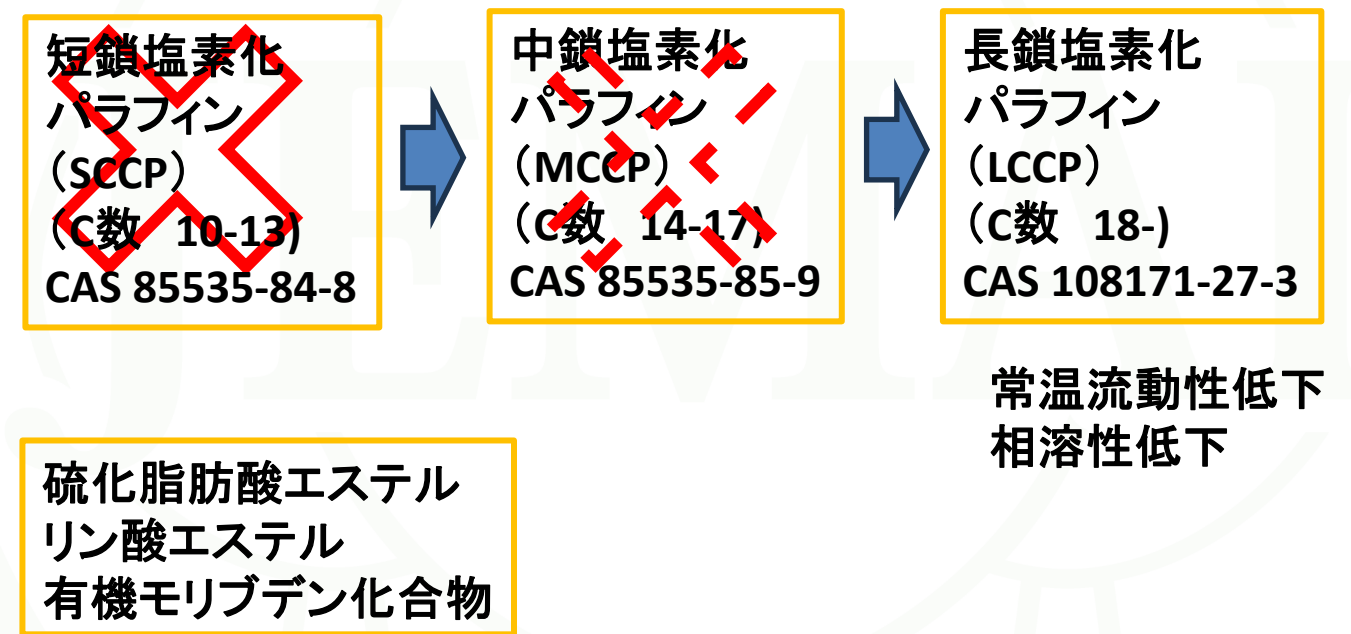 短鎖塩素化
パラフィン
（SCCP）
（C数 10-13)
CAS 85535-84-8
中鎖塩素化
パラフィン
（MCCP）
（C数 14-17)
CAS 85535-85-9
長鎖塩素化
パラフィン
（LCCP）
（C数 18-)
CAS 108171-27-3
常温流動性低下
相溶性低下
硫化脂肪酸エステル
リン酸エステル
有機モリブデン化合物